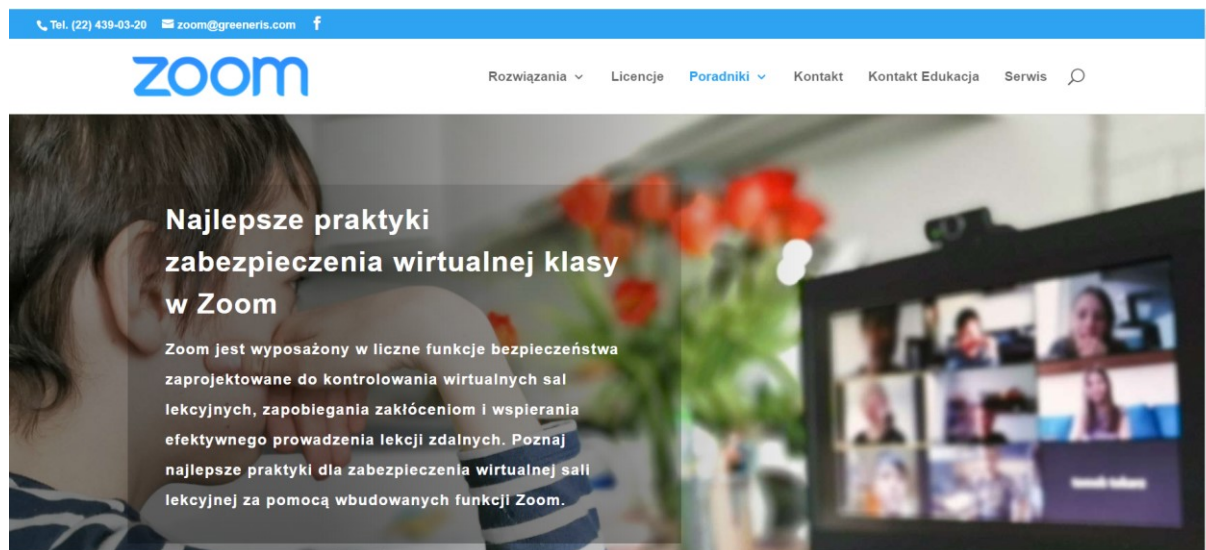 Tel. (22) 439-03-20 zoom@greeneris.com f
zoom
Rozwiązania Licencje Poradniki Kontakt Kontakt Edukacja Serwis
Najlepsze praktyki
zabezpieczenia wirtualnej klasy
w Zoom
Zoom jest wyposażony w liczne funkcje bezpieczeństwa
zaprojektowane do kontrolowania wirtualnych sal
lekcyjnych, zapobiegania zakłóceniom i wspierania
efektywnego prowadzenia lekcji zdalnych. Poznaj
najlepsze praktyki dla zabezpieczenia wirtualnej sali
lekcyjnej za pomocą wbudowanych funkcji Zoom.